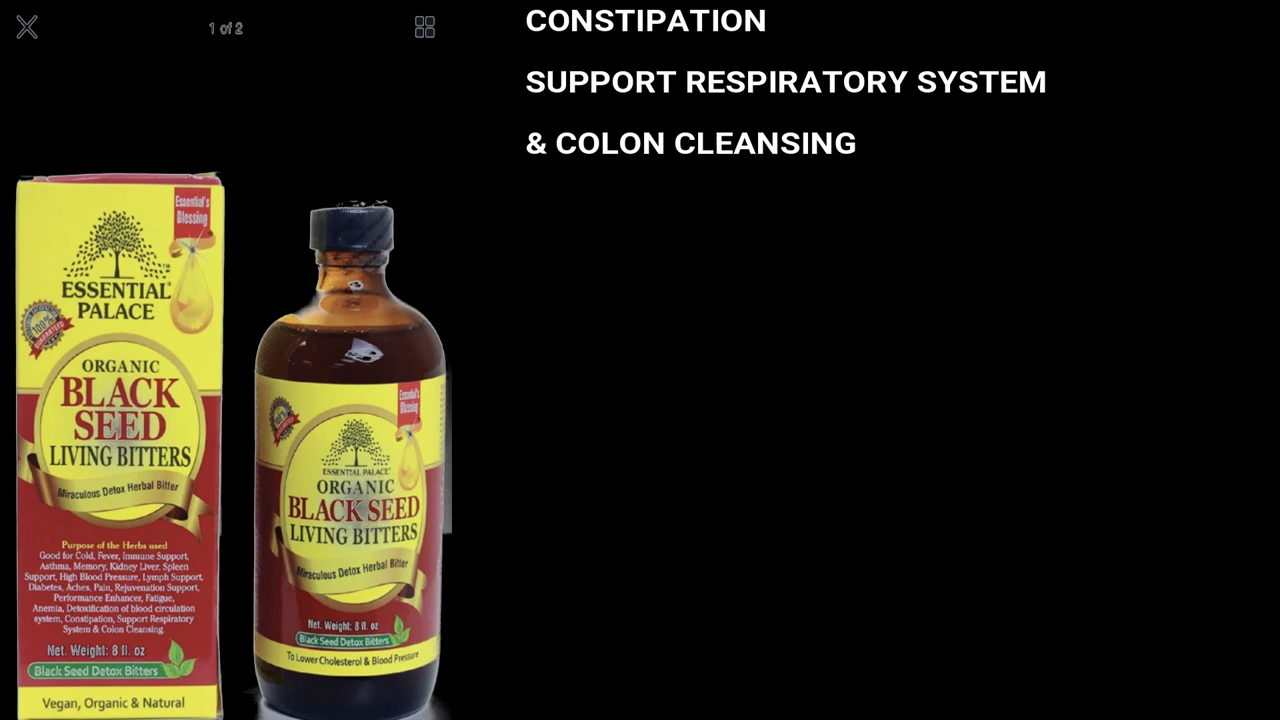 1 of 2
CONSTIPATION
SUPPORT RESPIRATORY SYSTEM
& COLON CLEANSING
Essential's
Blessing
ESSENTIAL
PALACE
100%
GUARANTEED
ORGANIC
BLACK
SEED
LIVING BITTERS
Miraculous Detox Herbal Bitter
Purpose of the Herbs used
Good for Cold, Fever, Immune Support,
Asthma, Memory, Kidney Liver, Spleen
Support, High Blood Pressure, Lymph Support,
Diabetes, Aches, Pain, Rejuvenation Support,
Performance Enhancer, Fatigue,
Anemia, Detoxification of blood circulation
system, Constipation, Support Respiratory
System & Colon Cleansing.
Net. Weight: 8 fl. oz
Black Seed Detox Bitters
Vegan, Organic & Natural
Essential's
Blessing
ESSENTIAL PALACE
ORGANIC
BLACK SEED
LIVING BITTERS
Miraculous Detox Herbal Bitter
Net. Weight: 8 fl. oz
Black Seed Detox Bitters
To Lower Cholesterol & Blood Pressure